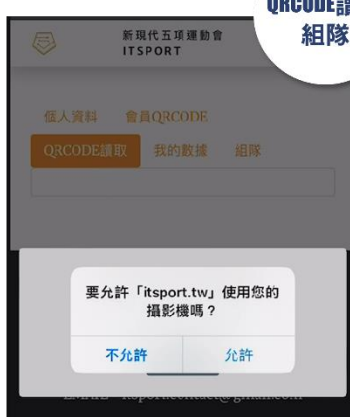 QRCODE讀
組隊
新現代五項運動會
ITSPORT
個人資料 會員QRCODE
QRCODE讀取 我的數據 組隊
要允許「itsport.tw」使用您的
攝影機嗎？
不允許 允許